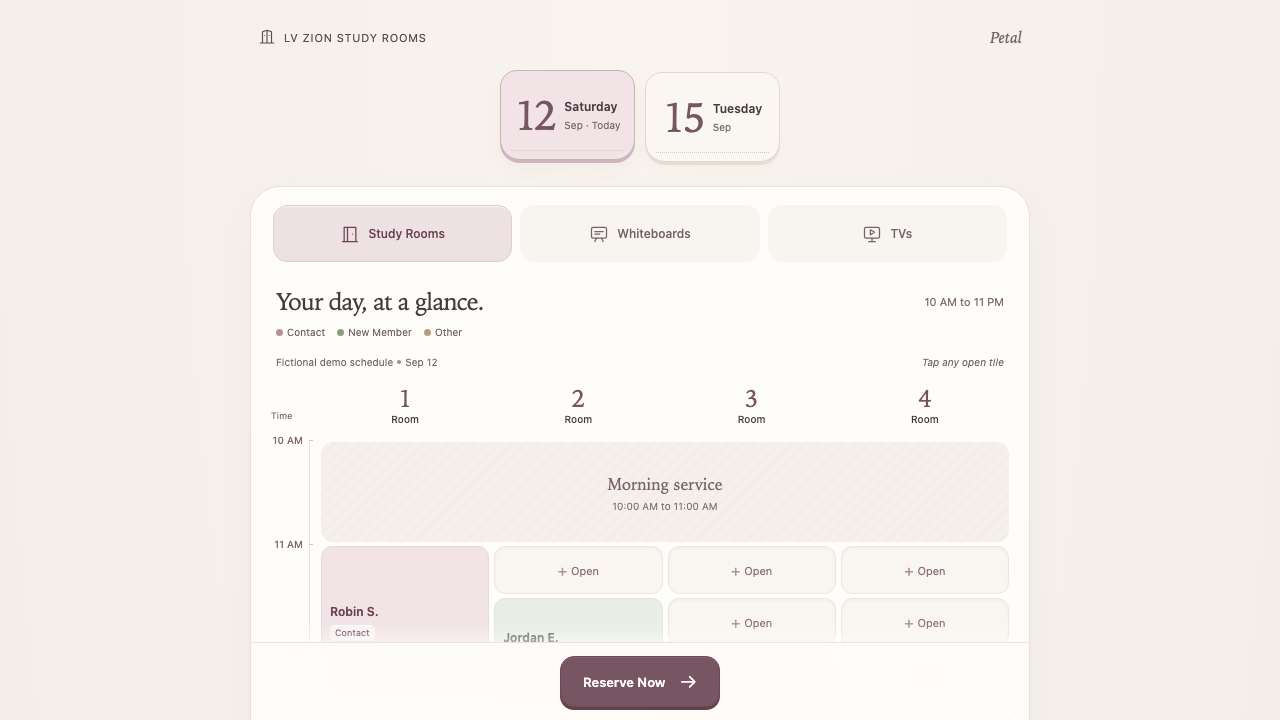 LV ZION STUDY ROOMS
Petal
12 Saturday
Sep · Today
15 Tuesday
Sep
Study Rooms
Whiteboards
TVs
Your day, at a glance.
10 AM to 11 PM
Contact
New Member
Other
Fictional demo schedule • Sep 12
Tap any open tile
Time
1
Room
2
Room
3
Room
4
Room
10 AM
Morning service
10:00 AM to 11:00 AM
11 AM
+ Open
+ Open
+ Open
Robin S.
Contact
Jordan E.
+ Open
+ Open
Reserve Now